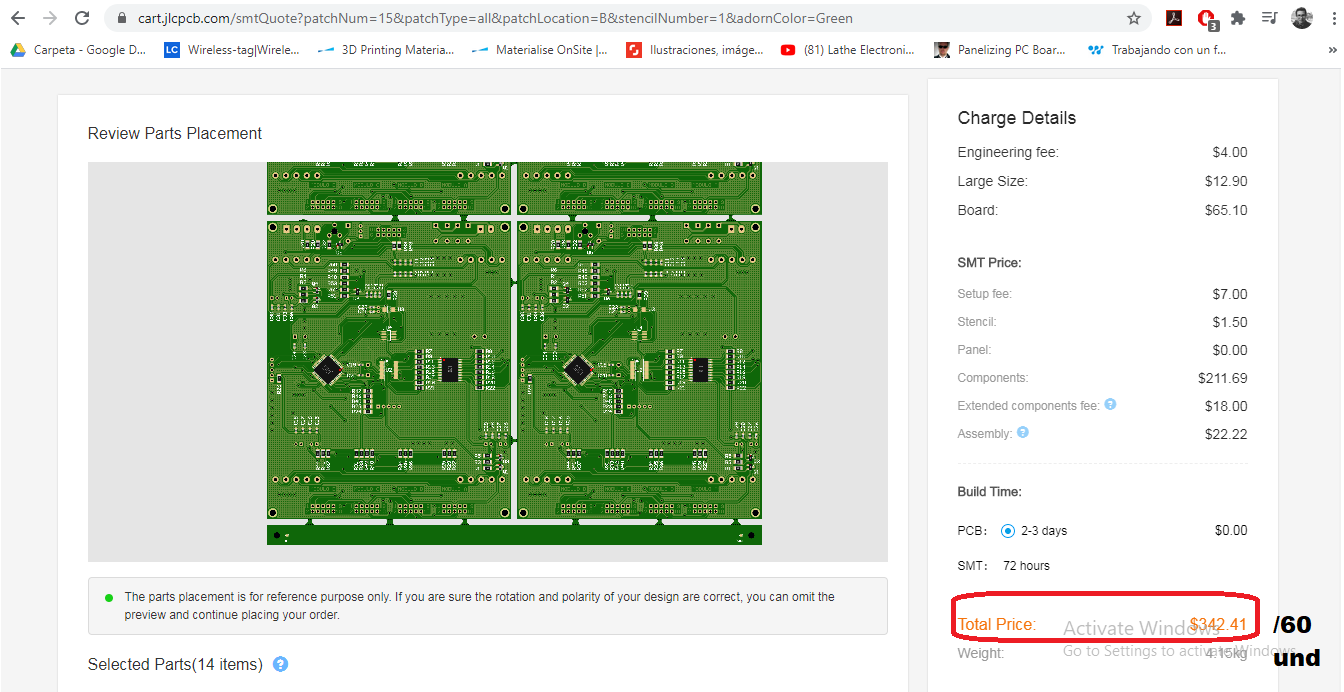 cart.jlcpcb.com/smtQuote?patchNum=15&patchType=all&patchLocation=B&stencilNumber=1&adornColor=Green
3
Carpeta - Google D...
LC Wireless-tag|Wirele...
3D Printing Materia...
Materialise OnSite |...
Ilustraciones, imáge...
(81) Lathe Electroni...
Panelizing PC Boar...
Trabajando con un f...
»
Review Parts Placement
The parts placement is for reference purpose only. If you are sure the rotation and polarity of your design are correct, you can omit the
preview and continue placing your order.
Selected Parts(14 items) ?
Charge Details
Engineering fee: $4.00
Large Size: $12.90
Board: $65.10
SMT Price:
Setup fee: $7.00
Stencil: $1.50
Panel: $0.00
Components: $211.69
Extended components fee: ? $18.00
Assembly: ? $22.22
Build Time:
PCB: 2-3 days $0.00
SMT: 72 hours
Total Price: $342.41
/60
Activate Windows
Weight: 4.15kg
Go to Settings to activate Windows.
und